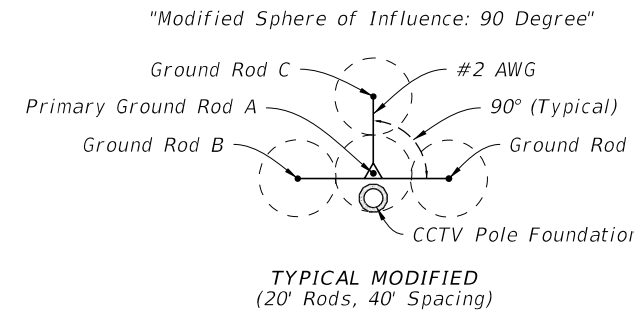 "Modified Sphere of Influence: 90 Degree"
Ground Rod C
#2 AWG
Primary Ground Rod A
90° (Typical)
Ground Rod B
Ground Rod
CCTV Pole Foundation
TYPICAL MODIFIED
(20' Rods, 40' Spacing)